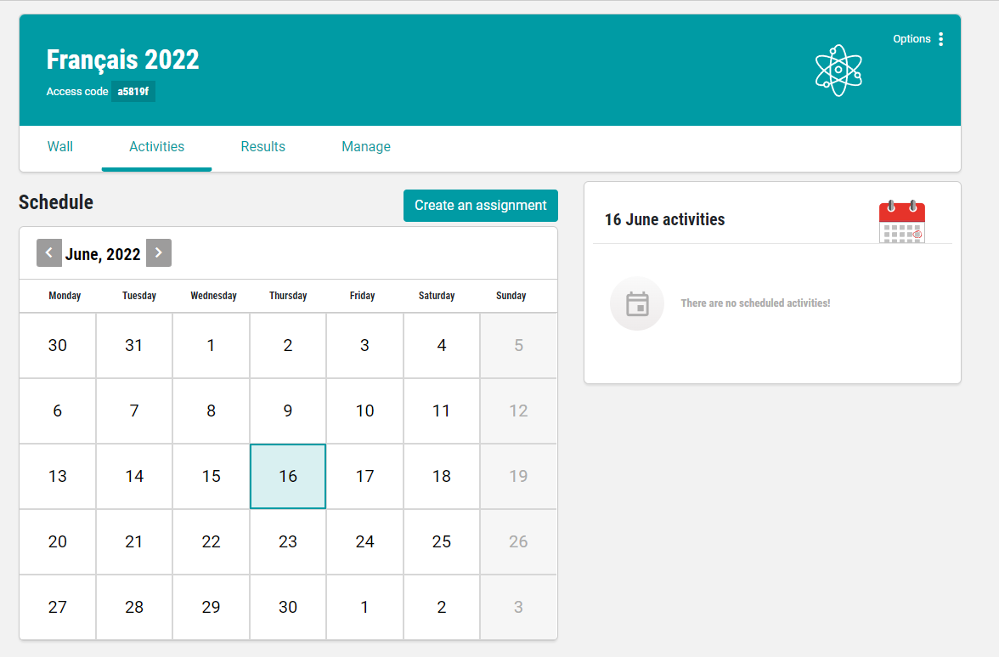 Options
Français 2022
Access code a5819f
Wall Activities Results Manage
Schedule
Create an assignment
June, 2022
Monday Tuesday Wednesday Thursday Friday Saturday Sunday
30 31 1 2 3 4 5
6 7 8 9 10 11 12
13 14 15 16 17 18 19
20 21 22 23 24 25 26
27 28 29 30 1 2 3
16 June activities
There are no scheduled activities!